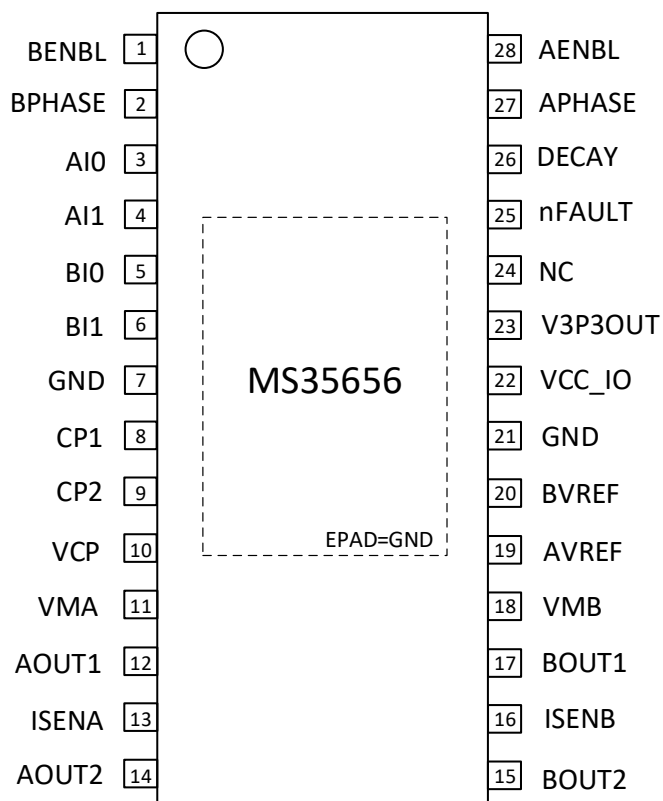 BENBL 1 28 AENBL
BPHASE 2 27 APHASE
AI0 3 26 DECAY
AI1 4 25 nFAULT
BI0 5 24 NC
BI1 6 23 V3P3OUT
GND 7 MS35656 22 VCC_IO
CP1 8 21 GND
CP2 9 20 BVREF
EPAD=GND
VCP 10 19 AVREF
VMA 11 18 VMB
AOUT1 12 17 BOUT1
ISENA 13 16 ISENB
AOUT2 14 15 BOUT2